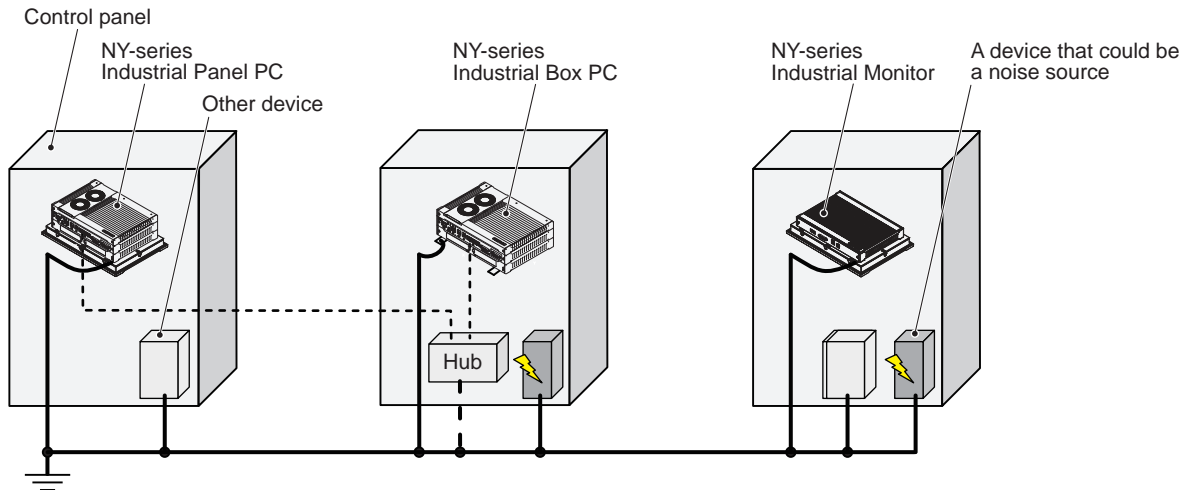 Control panel
NY-series
Industrial Panel PC
Other device
NY-series
Industrial Box PC
NY-series
Industrial Monitor
A device that could be
a noise source
Hub